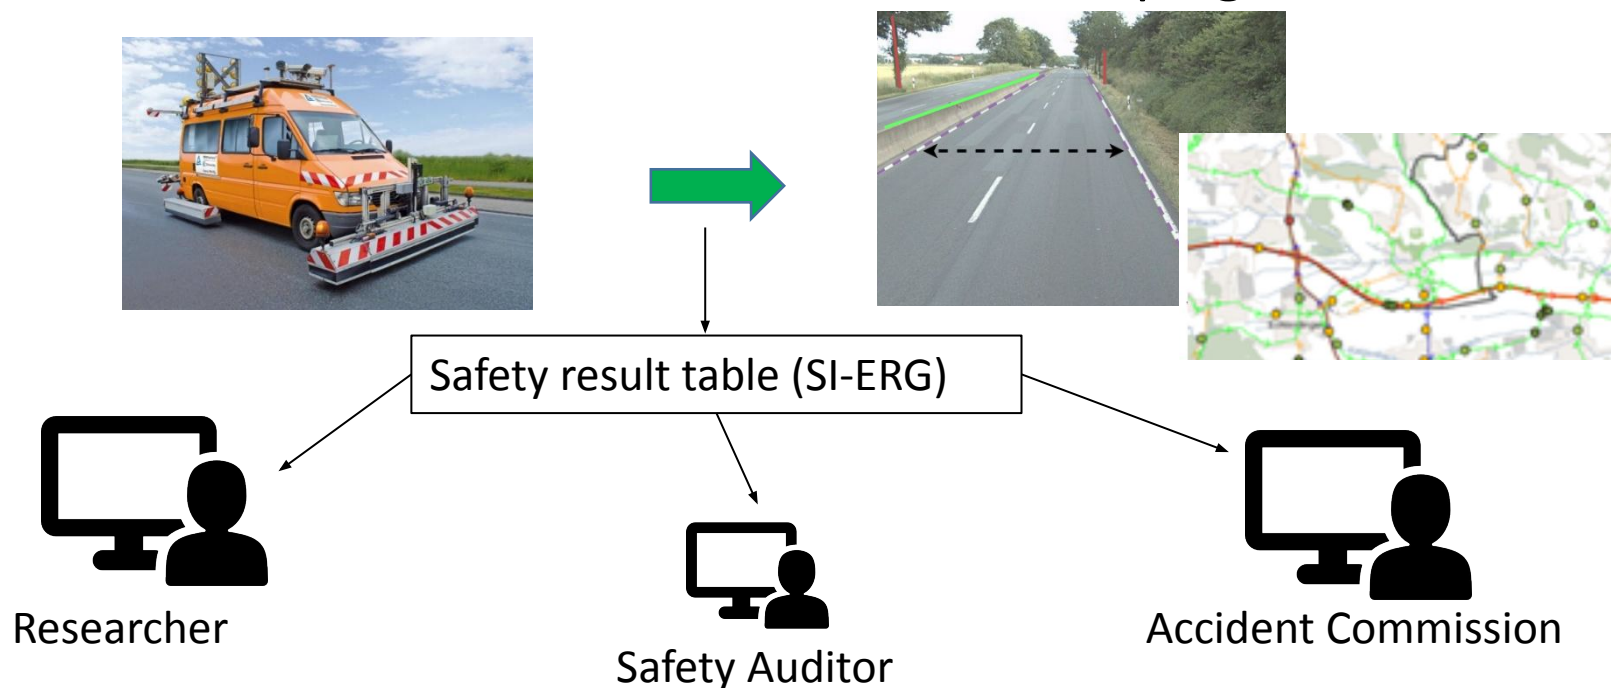 Safety result table (SI-ERG)
Researcher
Safety Auditor
Accident Commission